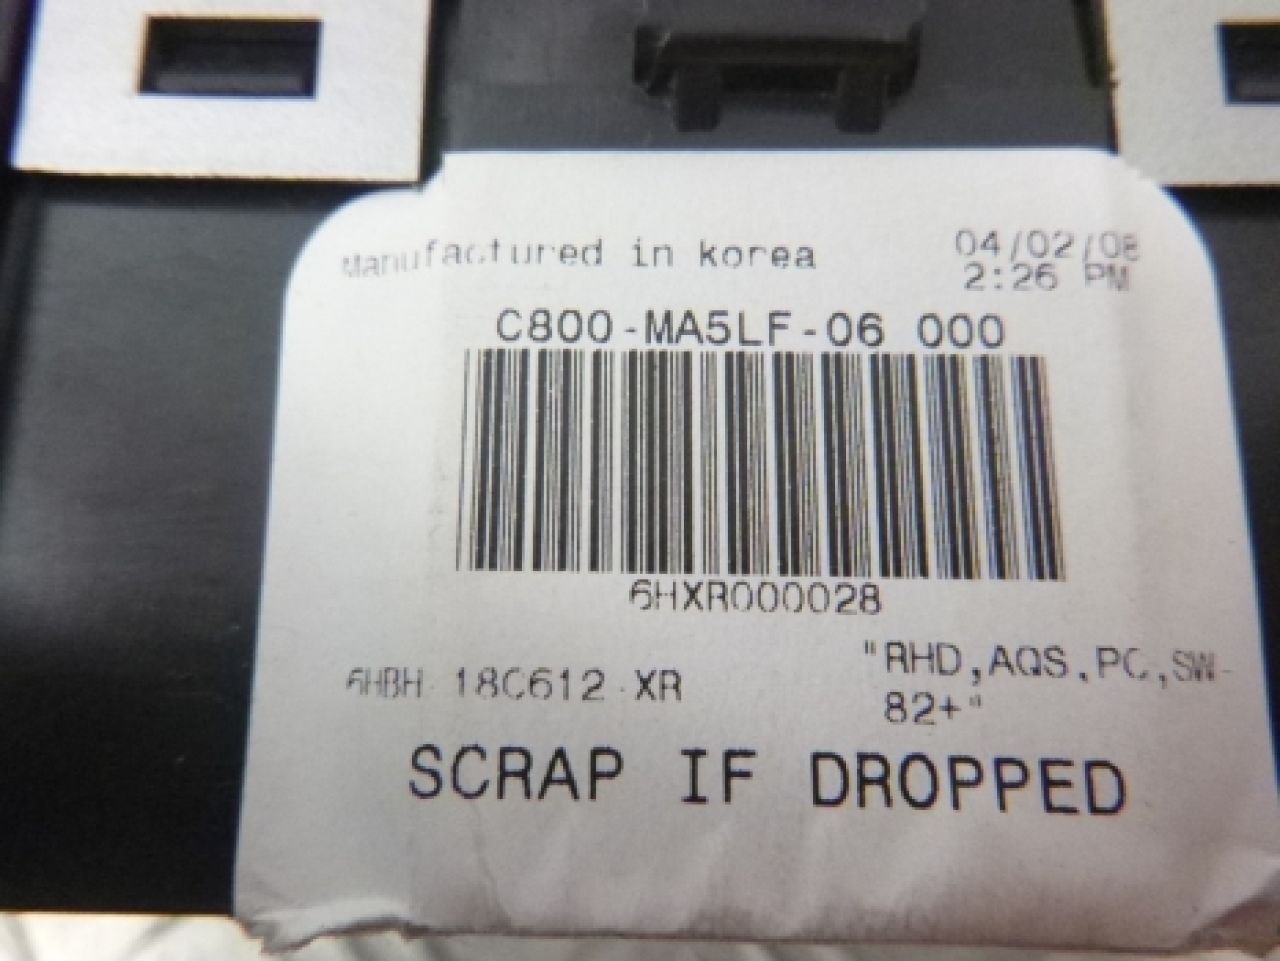 Manufactured in korea
04/02/08
2:26 PM
C800-MA5LF-06 000
6HXR000028
6HBH 18C612 XR
"RHD,AQS,PC,SW-
82+"
SCRAP IF DROPPED